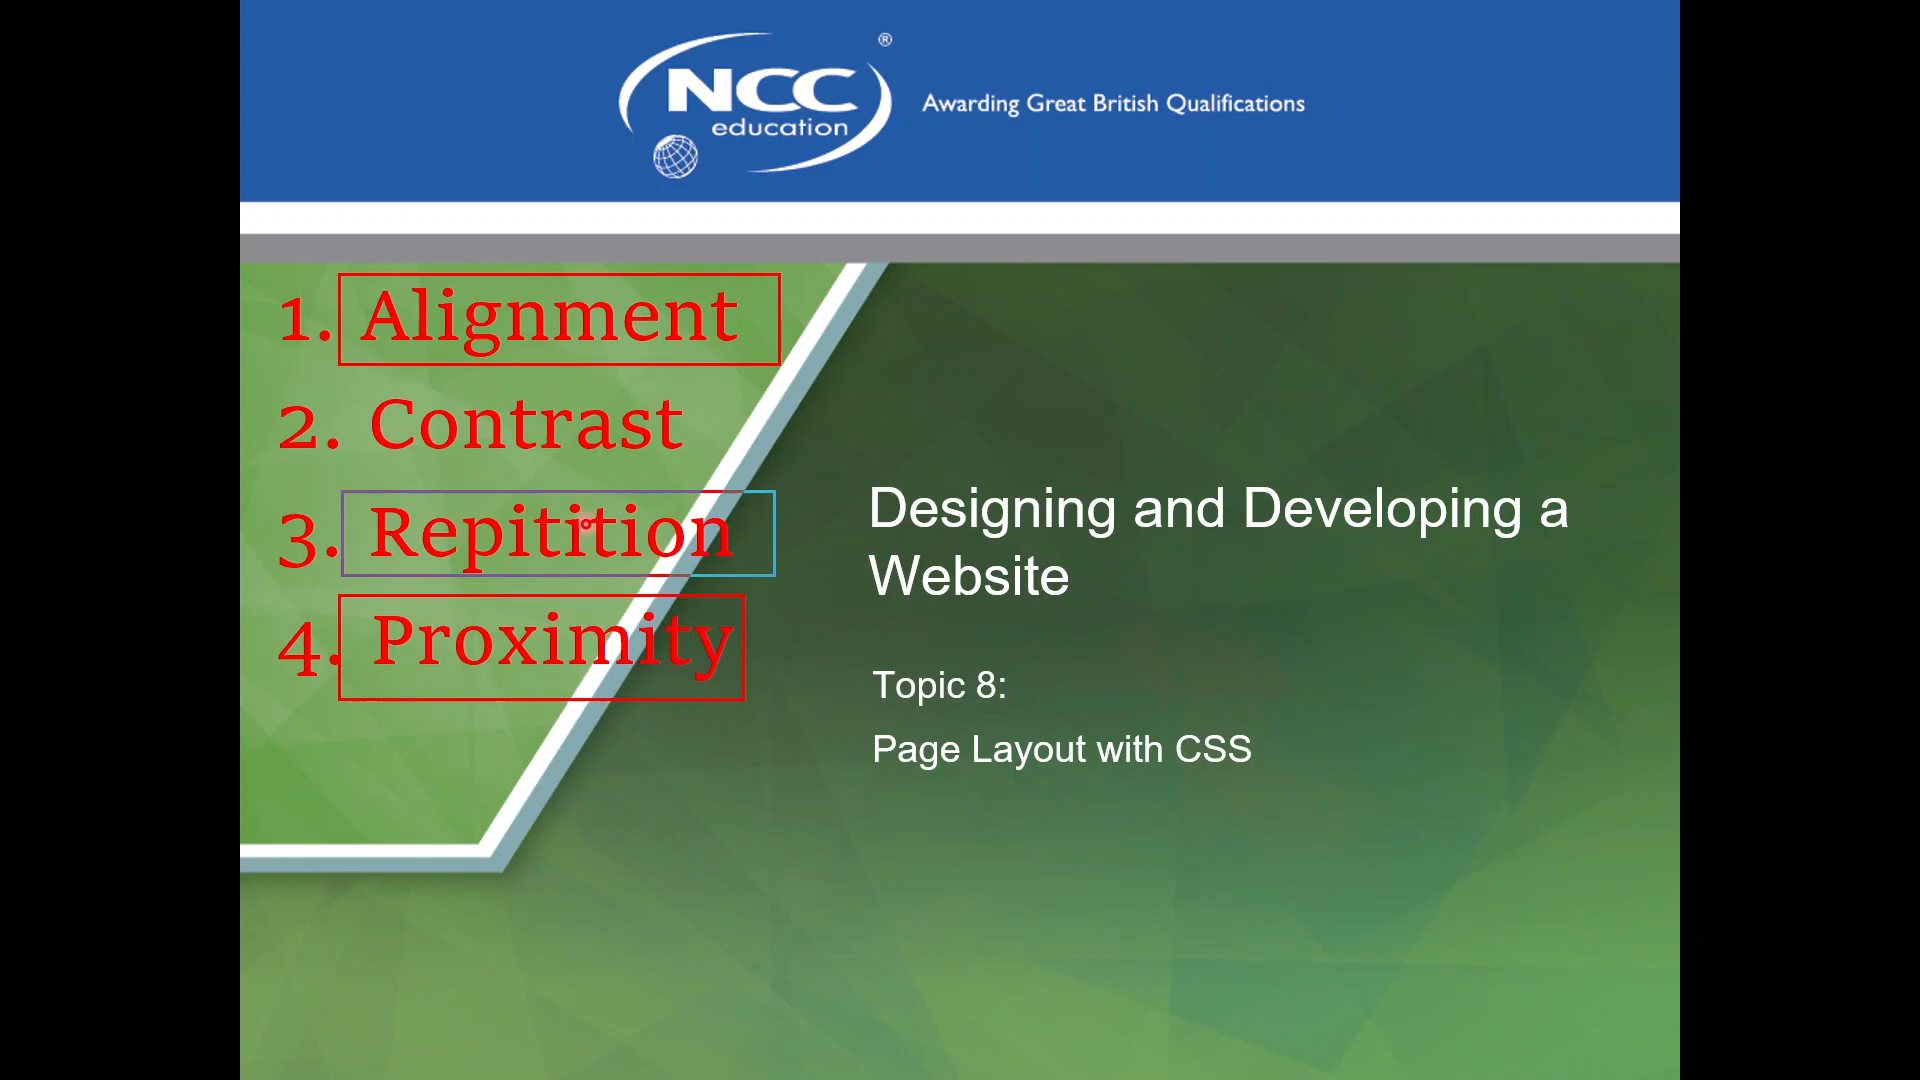 NCC
education
®
Awarding Great British Qualifications
1. Alignment
2. Contrast
3. Repitition
4. Proximity
Designing and Developing a
Website
Topic 8:
Page Layout with CSS